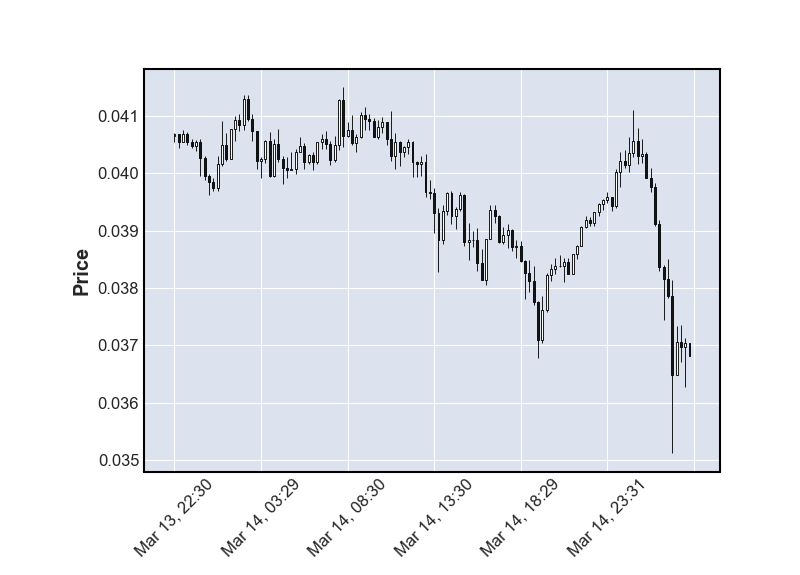 0.041
0.040
0.039
0.038
0.037
0.036
0.035
Price
Mar 13, 22:30
Mar 14, 03:29
Mar 14, 08:30
Mar 14, 13:30
Mar 14, 18:29
Mar 14, 23:31